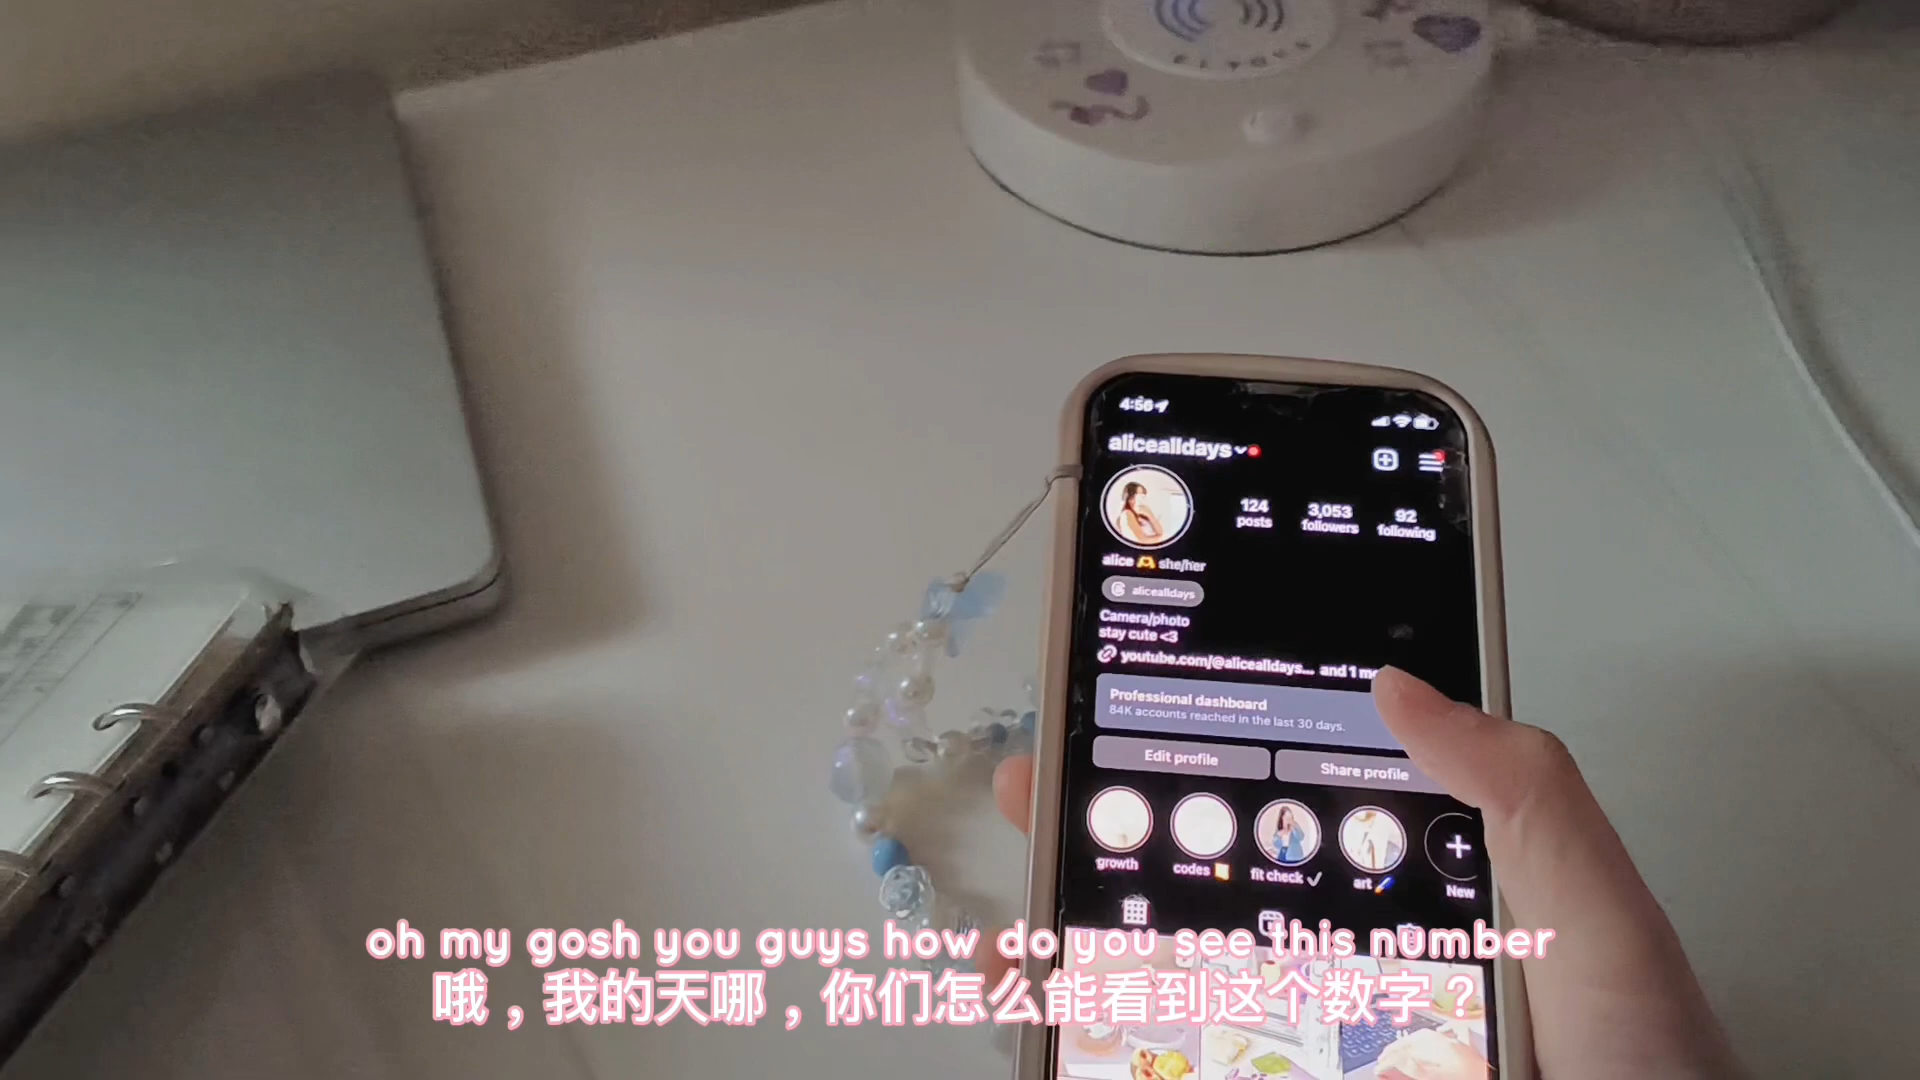 4:56
alicealldays
124 posts
3,053 followers
92 following
alice 🫶 she/her
alicealldays
Camera/photo
stay cute <3
youtube.com/@alicealldays... and 1 mo
Professional dashboard
84K accounts reached in the last 30 days.
Edit profile
Share profile
growth
codes
fit check ✓
art
New
oh my gosh you guys how do you see this number
哦，我的天哪，你们怎么能看到这个数字？